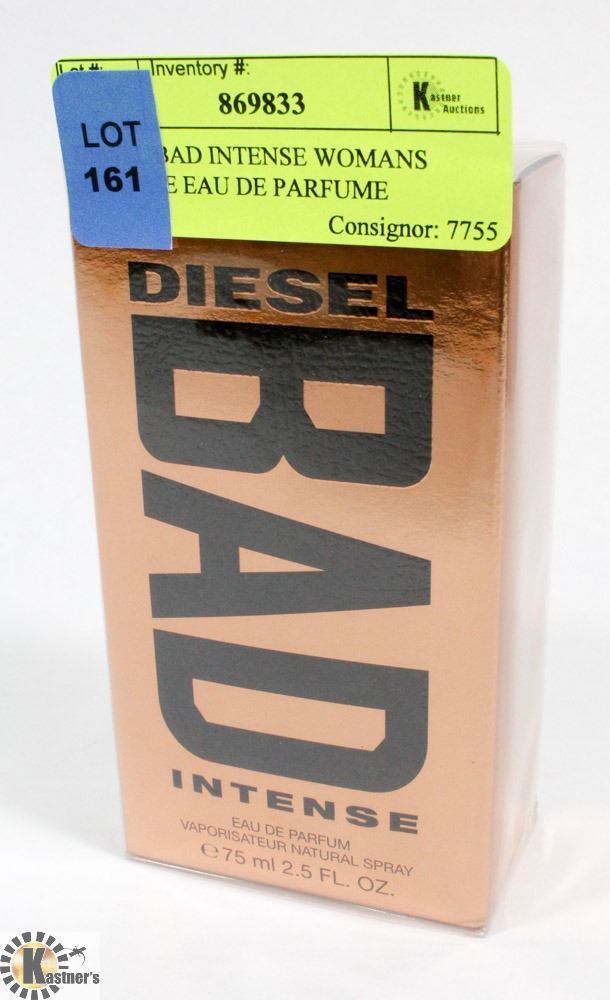 Lot #:
Inventory #:
869833
Kastner
Auctions
LOT
161
BAD INTENSE WOMANS
E EAU DE PARFUME
Consignor: 7755
DIESEL
BAD
INTENSE
EAU DE PARFUM
VAPORISATEUR NATURAL SPRAY
℮75 ml 2.5 FL. OZ.
Kastner's